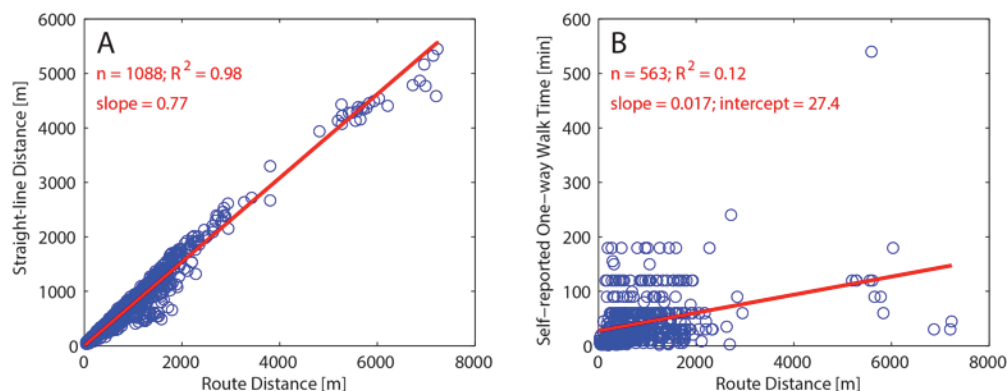 A
n = 1088; R² = 0.98
slope = 0.77
Straight-line Distance [m]
6000
5000
4000
3000
2000
1000
0
0 2000 4000 6000 8000
Route Distance [m]
B
n = 563; R² = 0.12
slope = 0.017; intercept = 27.4
Self-reported One-way Walk Time [min]
600
500
400
300
200
100
0
0 2000 4000 6000 8000
Route Distance [m]